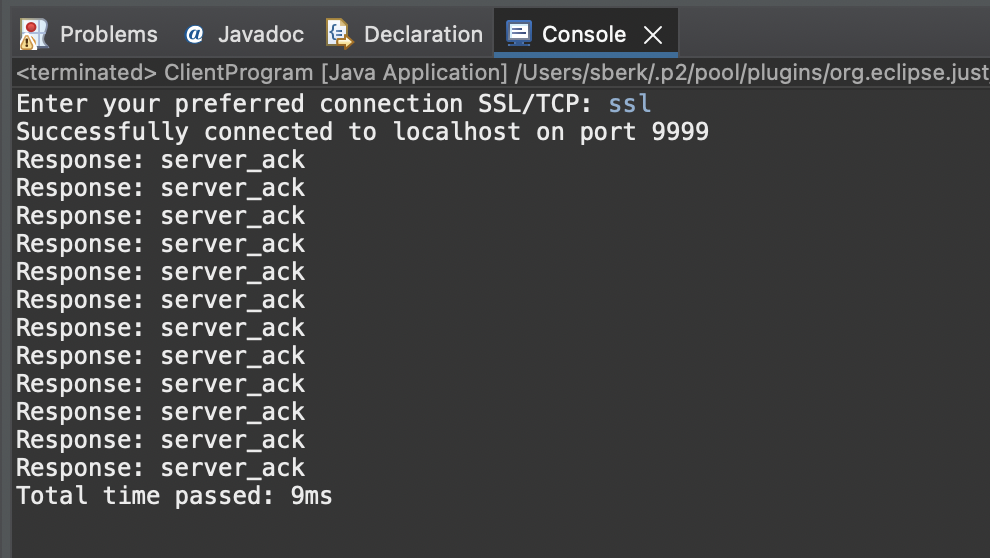 Problems @ Javadoc Declaration Console
<terminated> ClientProgram [Java Application] /Users/sberk/.p2/pool/plugins/org.eclipse.just
Enter your preferred connection SSL/TCP: ssl
Successfully connected to localhost on port 9999
Response: server_ack
Response: server_ack
Response: server_ack
Response: server_ack
Response: server_ack
Response: server_ack
Response: server_ack
Response: server_ack
Response: server_ack
Response: server_ack
Response: server_ack
Response: server_ack
Total time passed: 9ms